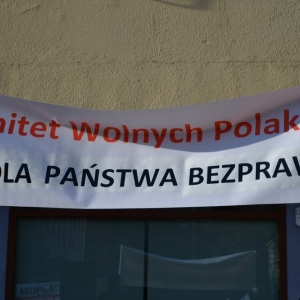 mitet Wolnych Polak
OLA PAŃSTWA BEZPRAW